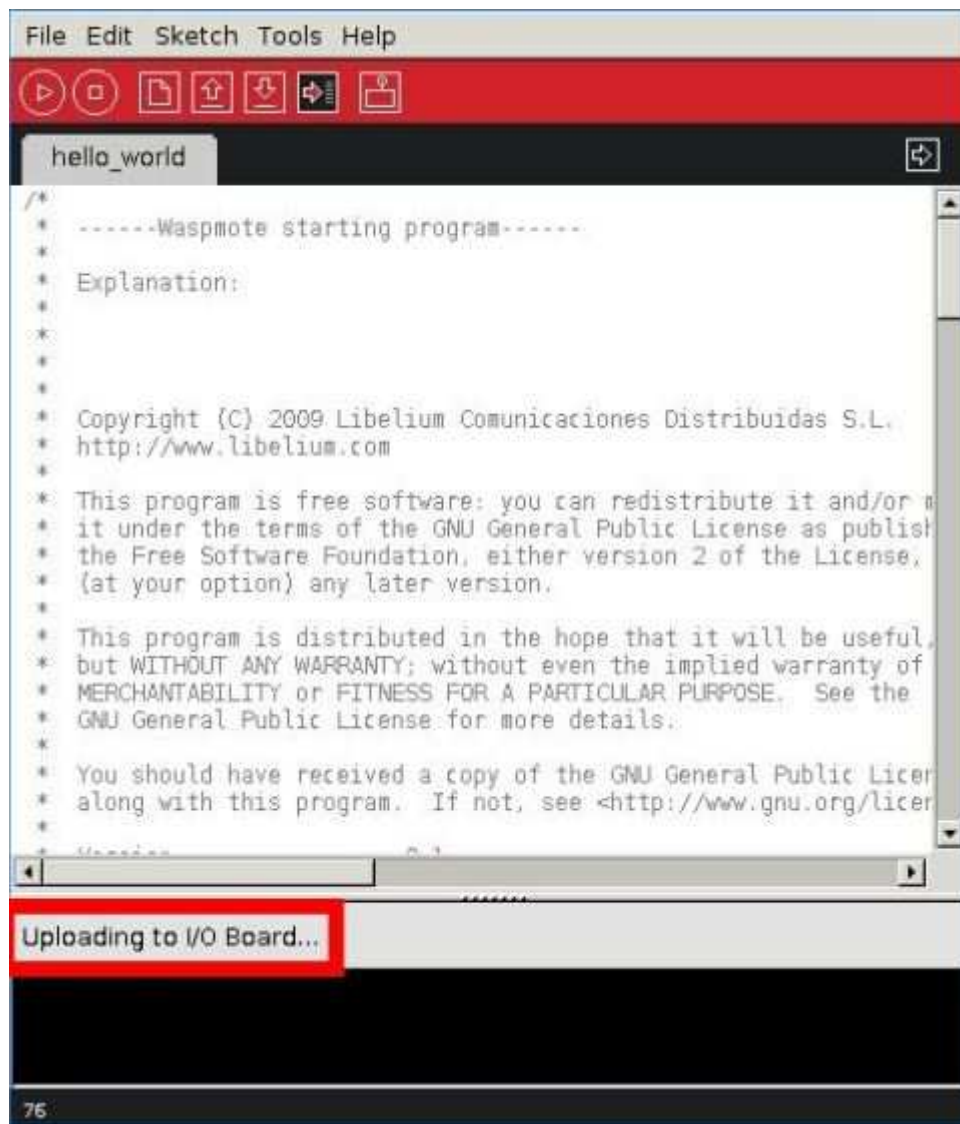 File Edit Sketch Tools Help
hello_world
/*
* ------Waspmote starting program------
*
* Explanation:
*
*
*
*
* Copyright (C) 2009 Libelium Comunicaciones Distribuidas S.L.
* http://www.libelium.com
*
* This program is free software: you can redistribute it and/or
* it under the terms of the GNU General Public License as publish
* the Free Software Foundation, either version 2 of the License,
* (at your option) any later version.
*
* This program is distributed in the hope that it will be useful,
* but WITHOUT ANY WARRANTY; without even the implied warranty of
* MERCHANTABILITY or FITNESS FOR A PARTICULAR PURPOSE.  See the
* GNU General Public License for more details.
*
* You should have received a copy of the GNU General Public Licen
* along with this program.  If not, see <http://www.gnu.org/licen
*
Uploading to I/O Board...
76